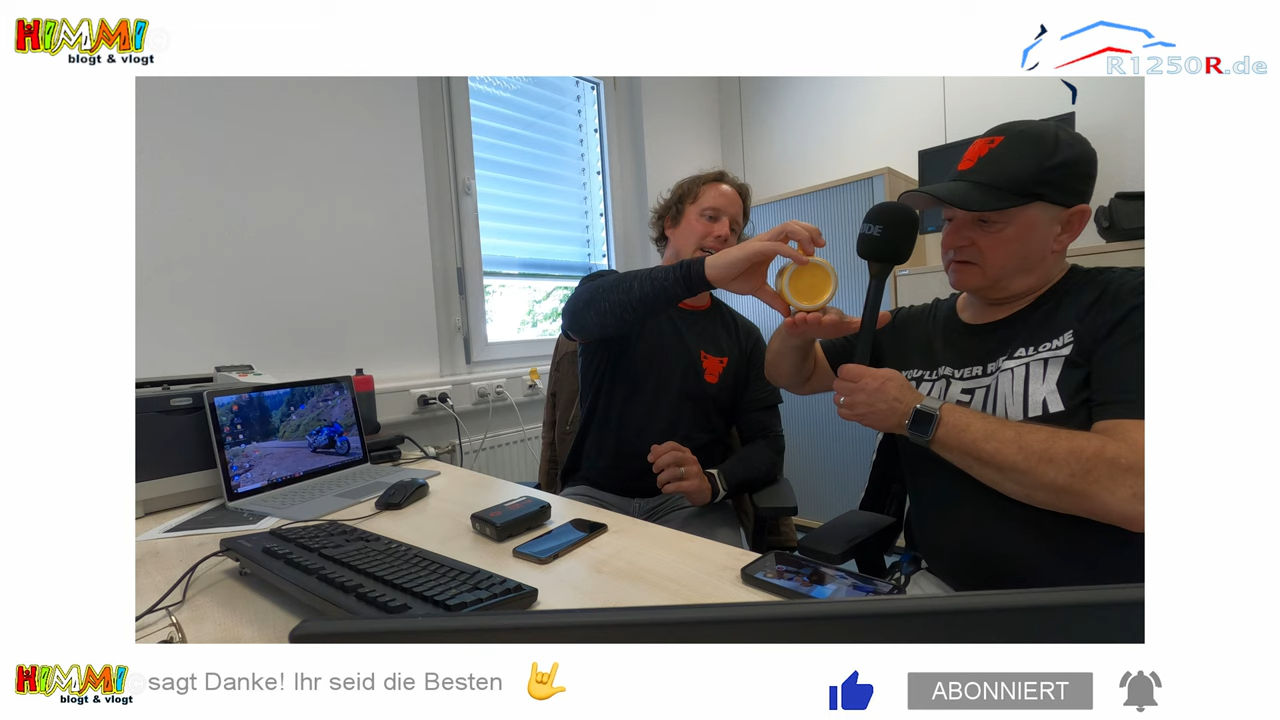 HIMMI
blogt & vlogt
R1250R.de
YOU'LL NEVER RIDE ALONE
HIMMI
blogt & vlogt
sagt Danke! Ihr seid die Besten
ABONNIERT